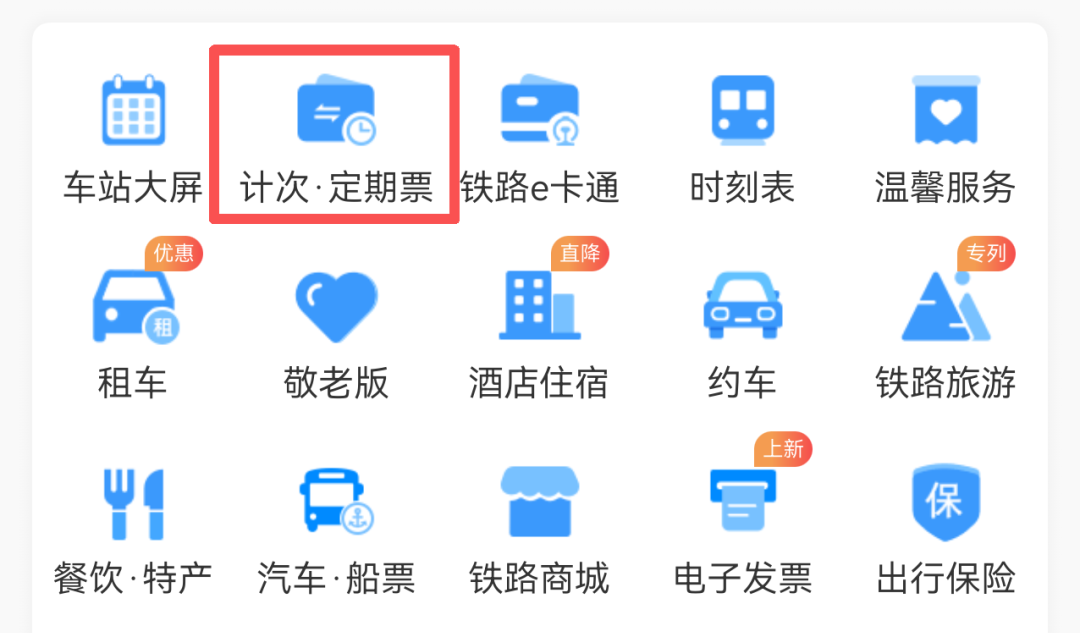 车站大屏 计次·定期票 铁路e卡通 时刻表 温馨服务
优惠 直降 专列
租
租车 敬老版 酒店住宿 约车 铁路旅游
上新
保
餐饮·特产 汽车·船票 铁路商城 电子发票 出行保险